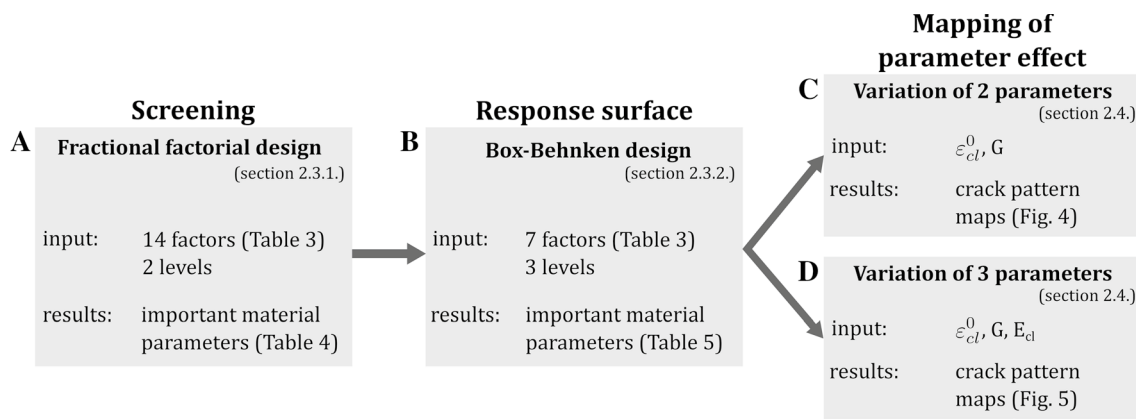 Screening
A
Fractional factorial design
(section 2.3.1.)
input: 14 factors (Table 3)
2 levels
results: important material
parameters (Table 4)
Response surface
B
Box-Behnken design
(section 2.3.2.)
input: 7 factors (Table 3)
3 levels
results: important material
parameters (Table 5)
Mapping of
parameter effect
C
Variation of 2 parameters
(section 2.4.)
input: ε⁰cl, G
results: crack pattern
maps (Fig. 4)
D
Variation of 3 parameters
(section 2.4.)
input: ε⁰cl, G, Ecl
results: crack pattern
maps (Fig. 5)